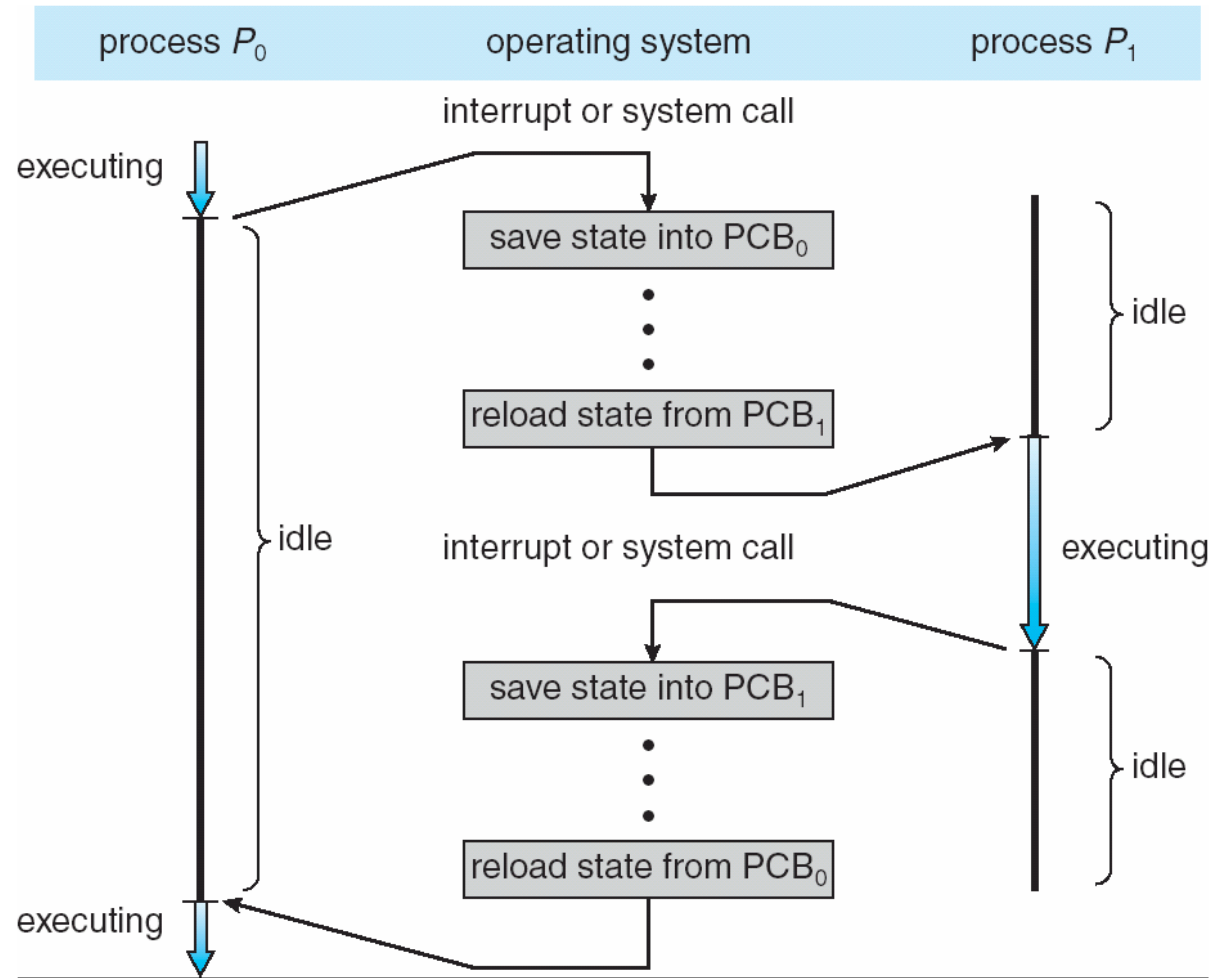 process P₀ operating system process P₁
interrupt or system call
executing
save state into PCB₀
idle
reload state from PCB₁
idle
interrupt or system call
executing
save state into PCB₁
idle
reload state from PCB₀
executing